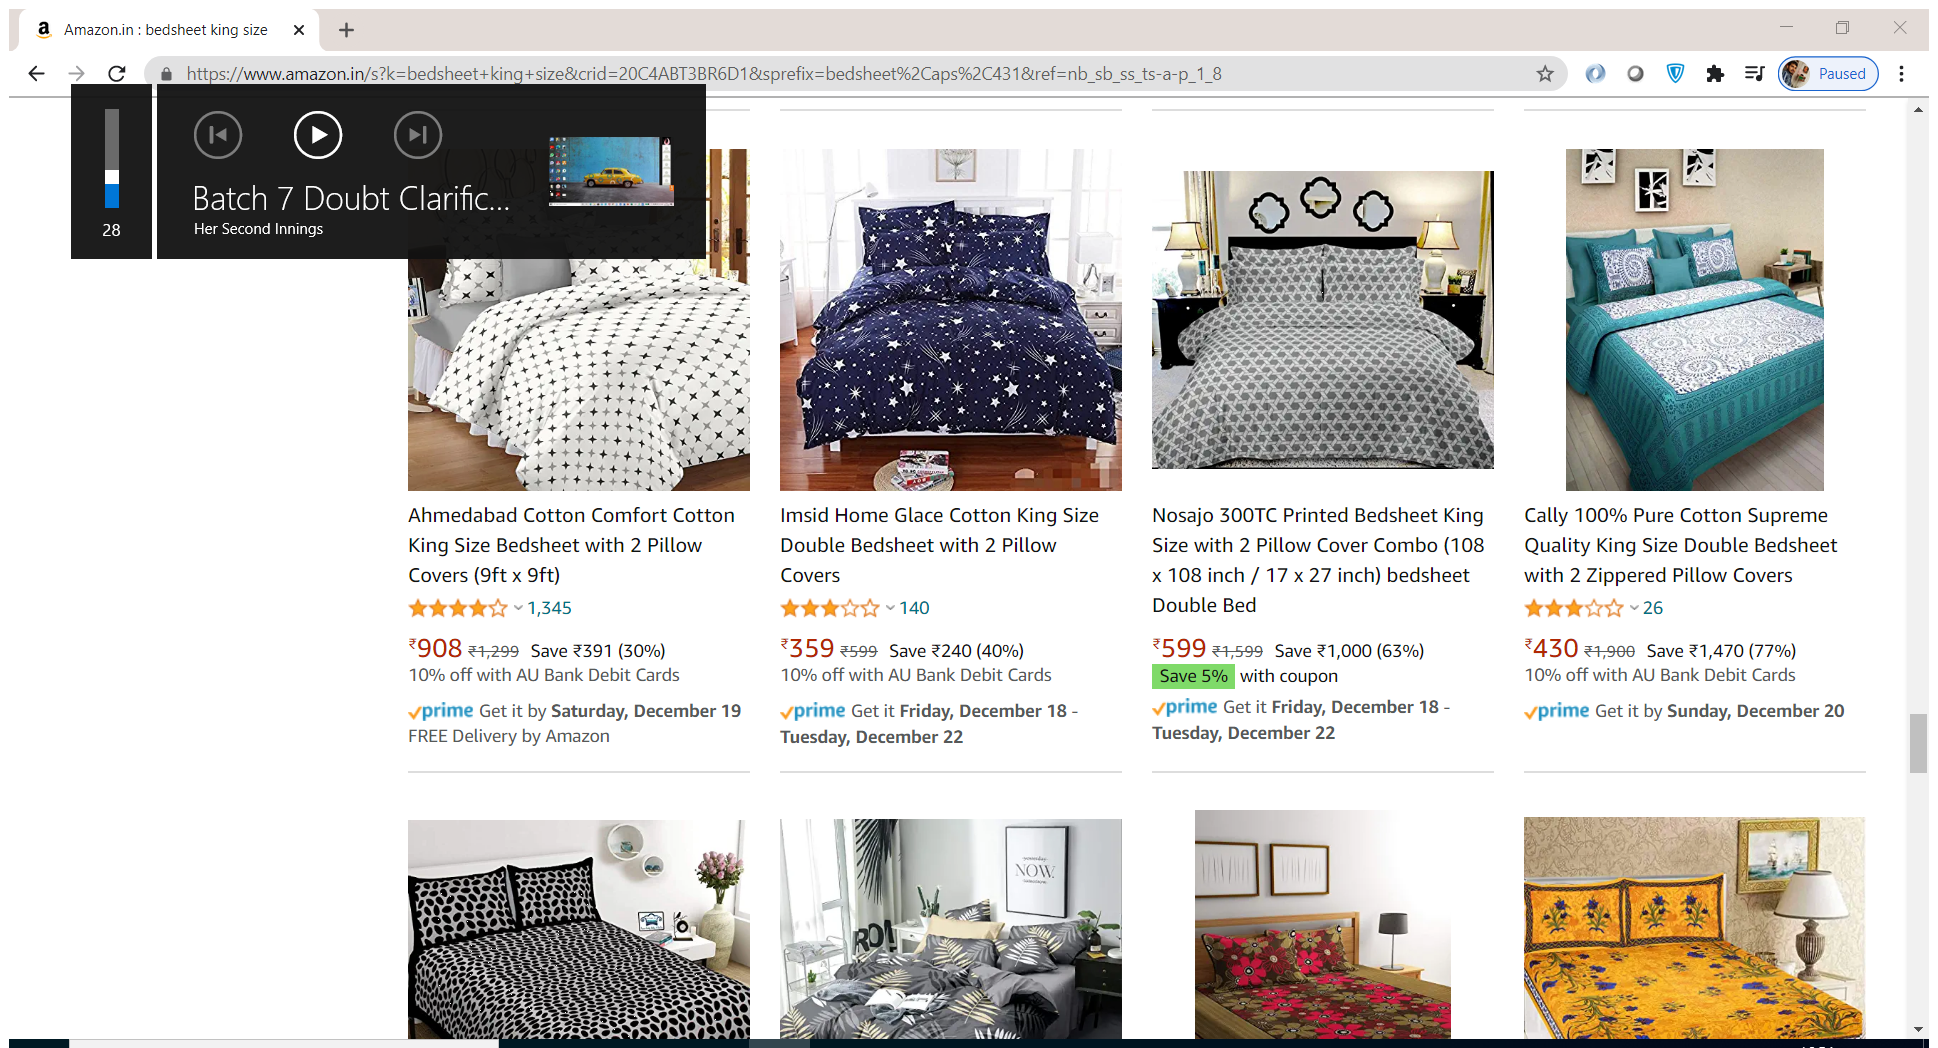 Amazon.in : bedsheet king size
https://www.amazon.in/s?k=bedsheet+king+size&crid=20C4ABT3BR6D1&sprefix=bedsheet%2Caps%2C431&ref=nb_sb_ss_ts-a-p_1_8
Paused
Batch 7 Doubt Clarific...
Her Second Innings
28
Ahmedabad Cotton Comfort Cotton
King Size Bedsheet with 2 Pillow
Covers (9ft x 9ft)
1,345
₹908 ₹1,299 Save ₹391 (30%)
10% off with AU Bank Debit Cards
prime Get it by Saturday, December 19
FREE Delivery by Amazon
Imsid Home Glace Cotton King Size
Double Bedsheet with 2 Pillow
Covers
140
₹359 ₹599 Save ₹240 (40%)
10% off with AU Bank Debit Cards
prime Get it Friday, December 18 -
Tuesday, December 22
Nosajo 300TC Printed Bedsheet King
Size with 2 Pillow Cover Combo (108
x 108 inch / 17 x 27 inch) bedsheet
Double Bed
₹599 ₹1,599 Save ₹1,000 (63%)
Save 5% with coupon
prime Get it Friday, December 18 -
Tuesday, December 22
Cally 100% Pure Cotton Supreme
Quality King Size Double Bedsheet
with 2 Zippered Pillow Covers
26
₹430 ₹1,900 Save ₹1,470 (77%)
10% off with AU Bank Debit Cards
prime Get it by Sunday, December 20
yesterday.
NOW.
tomorrow.